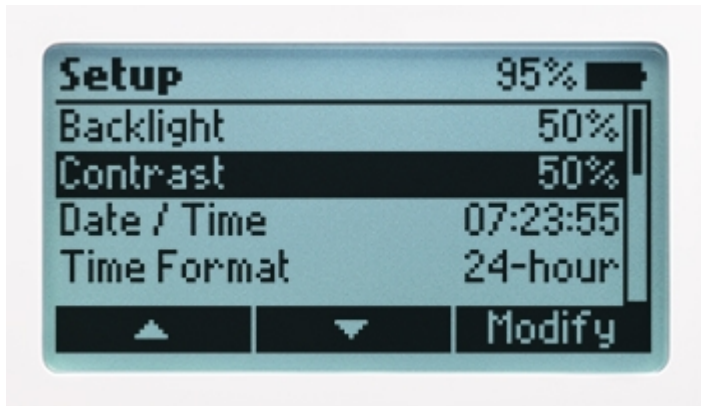 Setup 95%
Backlight 50%
Contrast 50%
Date / Time 07:23:55
Time Format 24-hour
Modify